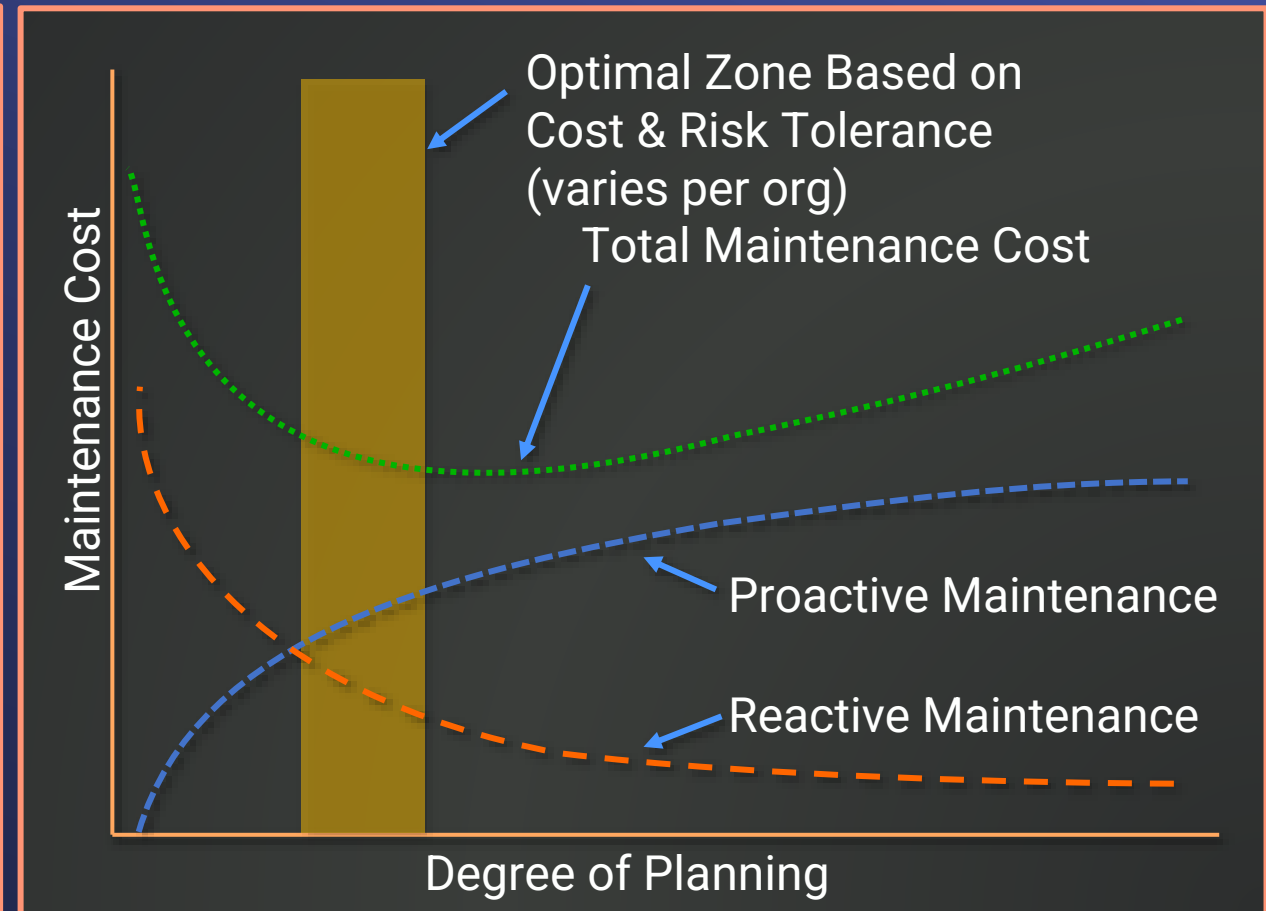 Optimal Zone Based on
Cost & Risk Tolerance
(varies per org)
Total Maintenance Cost
Maintenance Cost
Proactive Maintenance
Reactive Maintenance
Degree of Planning